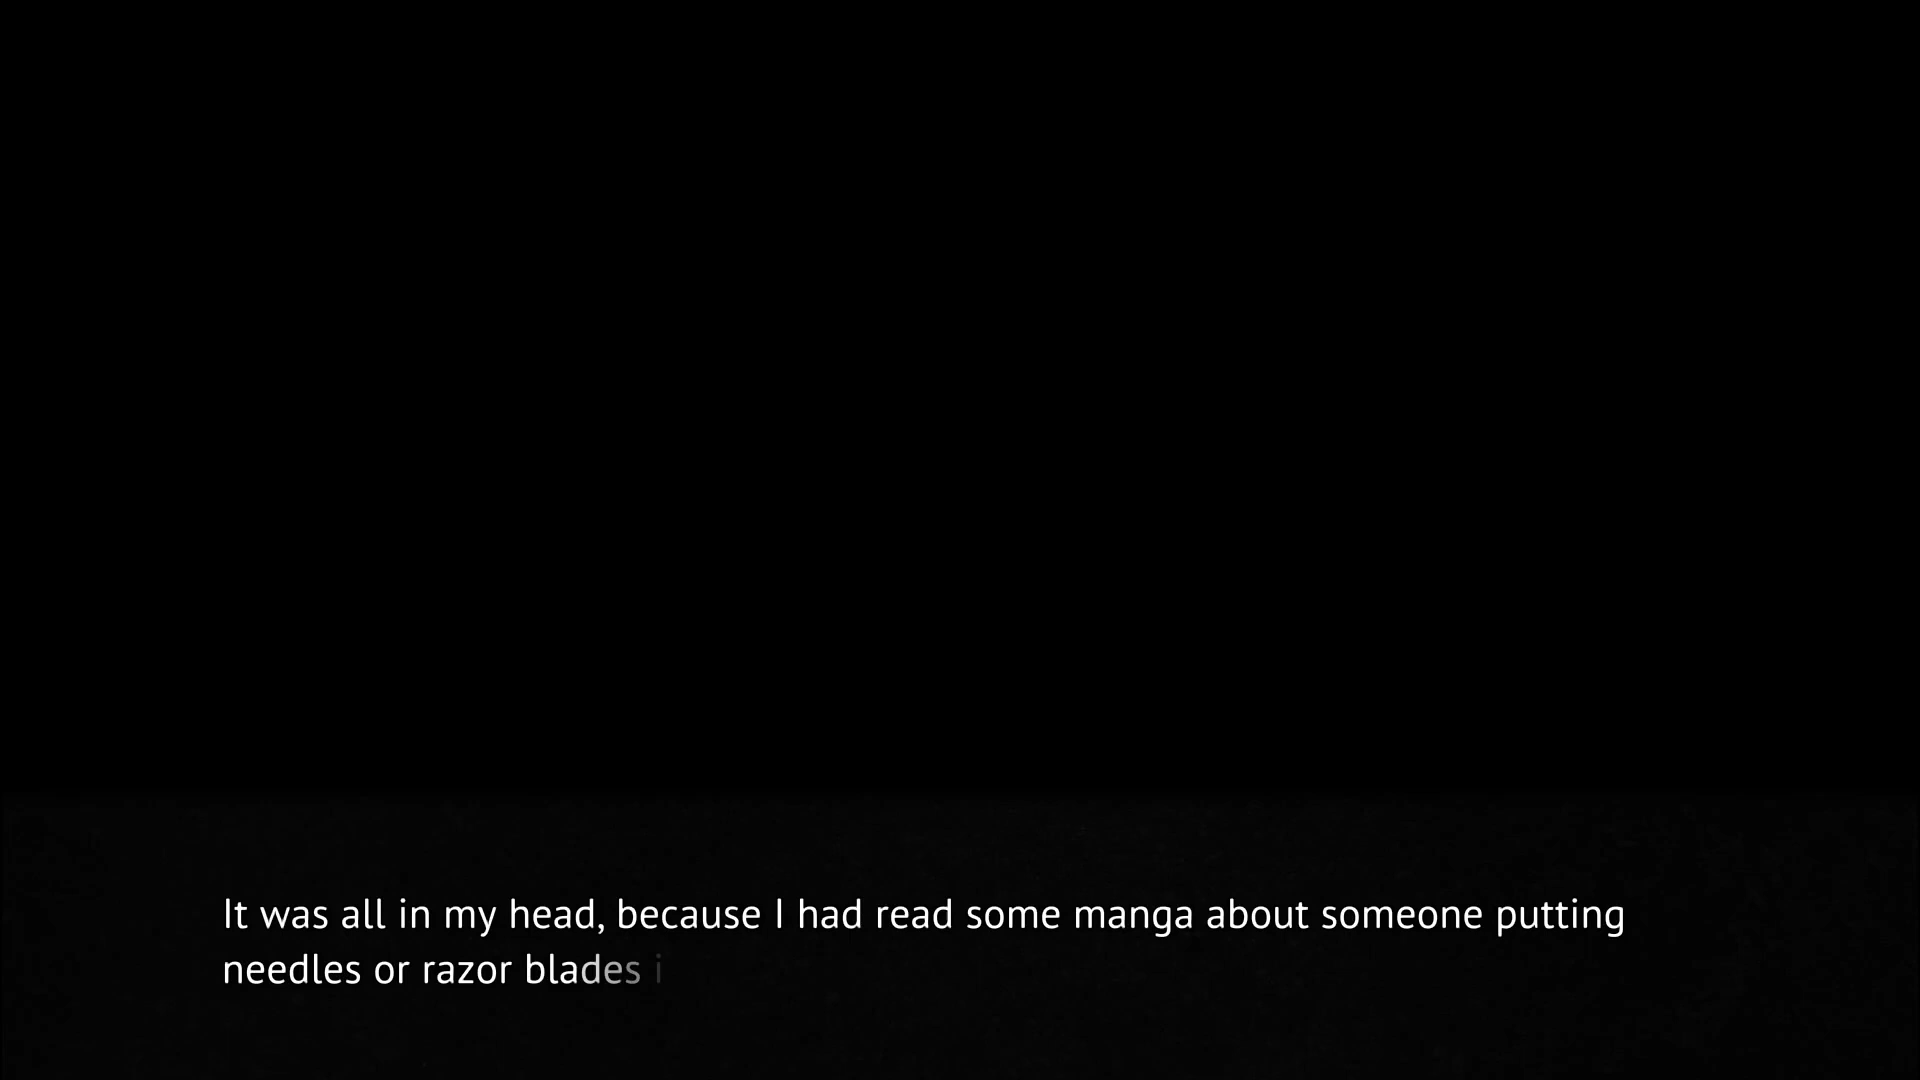 It was all in my head, because I had read some manga about someone putting
needles or razor blades i